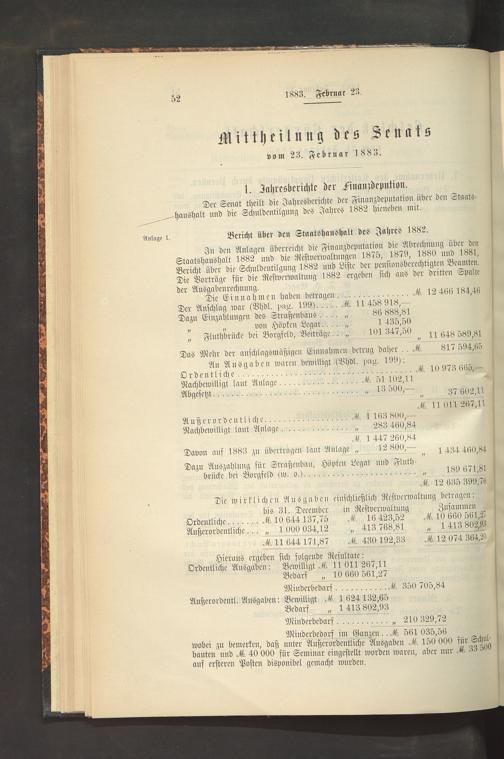 52
1883. Februar 23.
Mittheilung des Senats
vom 23. Februar 1883.
1. Jahresberichte der Finanzdeputation.
Der Senat theilt die Jahresberichte der Finanzdeputation über den Staats-
haushalt und die Schuldentilgung des Jahres 1882 hieneben mit.
Anlage 1.
Bericht über den Staatshaushalt des Jahres 1882.
In den Anlagen überreicht die Finanzdeputation die Abrechnung über den
Staatshaushalt 1882 und die Restverwaltungen 1875, 1879, 1880 und 1881,
Bericht über die Schuldentilgung 1882 und Liste der pensionsberechtigten Beamten.
Die Vorträge für die Restverwaltung 1882 ergeben sich aus der dritten Spalte
der Ausgabenrechnung.
Die Einnahmen haben betragen ........ ℳ 12 466 184,46
Der Anschlag war (Vhdl. pag. 199).... ℳ 11 458 918,—
Dazu Einzahlungen des Straßenbaus.... „ 86 888,81
„ „ von Höpken Legat.. „ 1 435,50
„ Fluthbrücke bei Borgfeld, Beiträge... „ 101 347,50 „ 11 648 589,81
Das Mehr der anschlagsmäßigen Einnahmen betrug daher .. ℳ 817 594,65
An Ausgaben waren bewilligt (Vhdl. pag. 199):
Ordentliche ........ ℳ 10 973 665,—
Nachbewilligt laut Anlage ........ ℳ 51 102,11
Abgesetzt ........ „ 13 500,— „ 37 602,11
ℳ 11 011 267,11
Außerordentliche ........ ℳ 1 163 800,—
Nachbewilligt laut Anlage ........ „ 283 460,84
ℳ 1 447 260,84
Davon auf 1883 zu übertragen laut Anlage „ 12 800,— „ 1 434 460,84
Dazu Auszahlung für Straßenbau, Höpken Legat und Fluth-
brücke bei Borgfeld (w. o.) ........ „ 189 671,81
ℳ 12 635 399,76
Die wirklichen Ausgaben einschließlich Restverwaltung betragen:
bis 31. December in Restverwaltung Zusammen
Ordentliche ....... ℳ 10 644 137,75 ℳ 16 423,52 ℳ 10 660 561,27
Außerordentliche... „ 1 000 034,12 „ 413 768,81 „ 1 413 802,93
ℳ 11 644 171,87 ℳ 430 192,33 ℳ 12 074 364,20
Hieraus ergeben sich folgende Resultate:
Ordentliche Ausgaben: Bewilligt ℳ 11 011 267,11
Bedarf „ 10 660 561,27
Minderbedarf ........ ℳ 350 705,84
Außerordentl. Ausgaben: Bewilligt ℳ 1 624 132,65
Bedarf „ 1 413 802,93
Minderbedarf ........ „ 210 329,72
Minderbedarf im Ganzen .. ℳ 561 035,56
wobei zu bemerken, daß unter Außerordentliche Ausgaben ℳ 150 000 für Schul-
bauten und ℳ 40 000 für Seminar eingestellt worden waren, aber nur ℳ 33 500
auf ersteren Posten disponibel gemacht wurden.